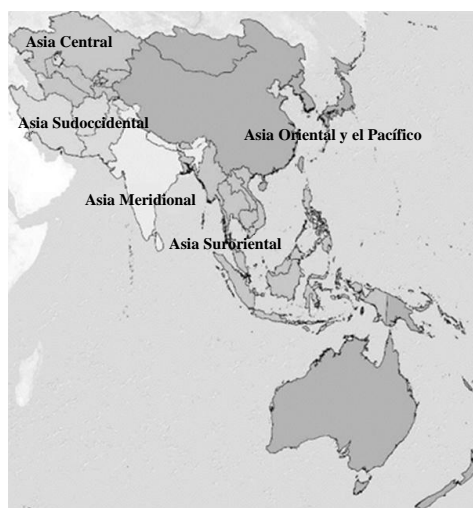 Asia Central
Asia Sudoccidental
Asia Oriental y el Pacífico
Asia Meridional
Asia Suroriental